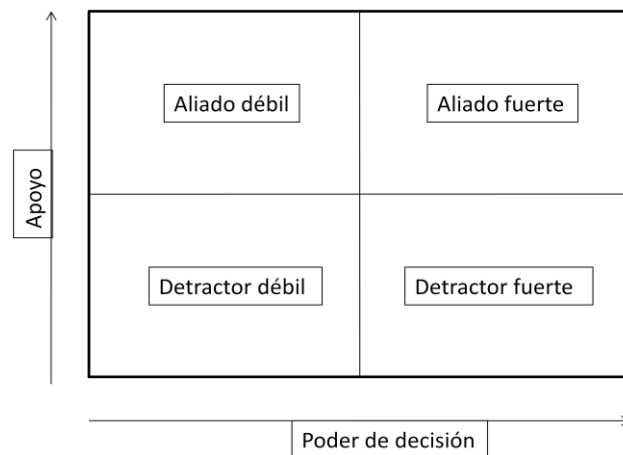 Aliado débil
Aliado fuerte
Apoyo
Detractor débil
Detractor fuerte
Poder de decisión